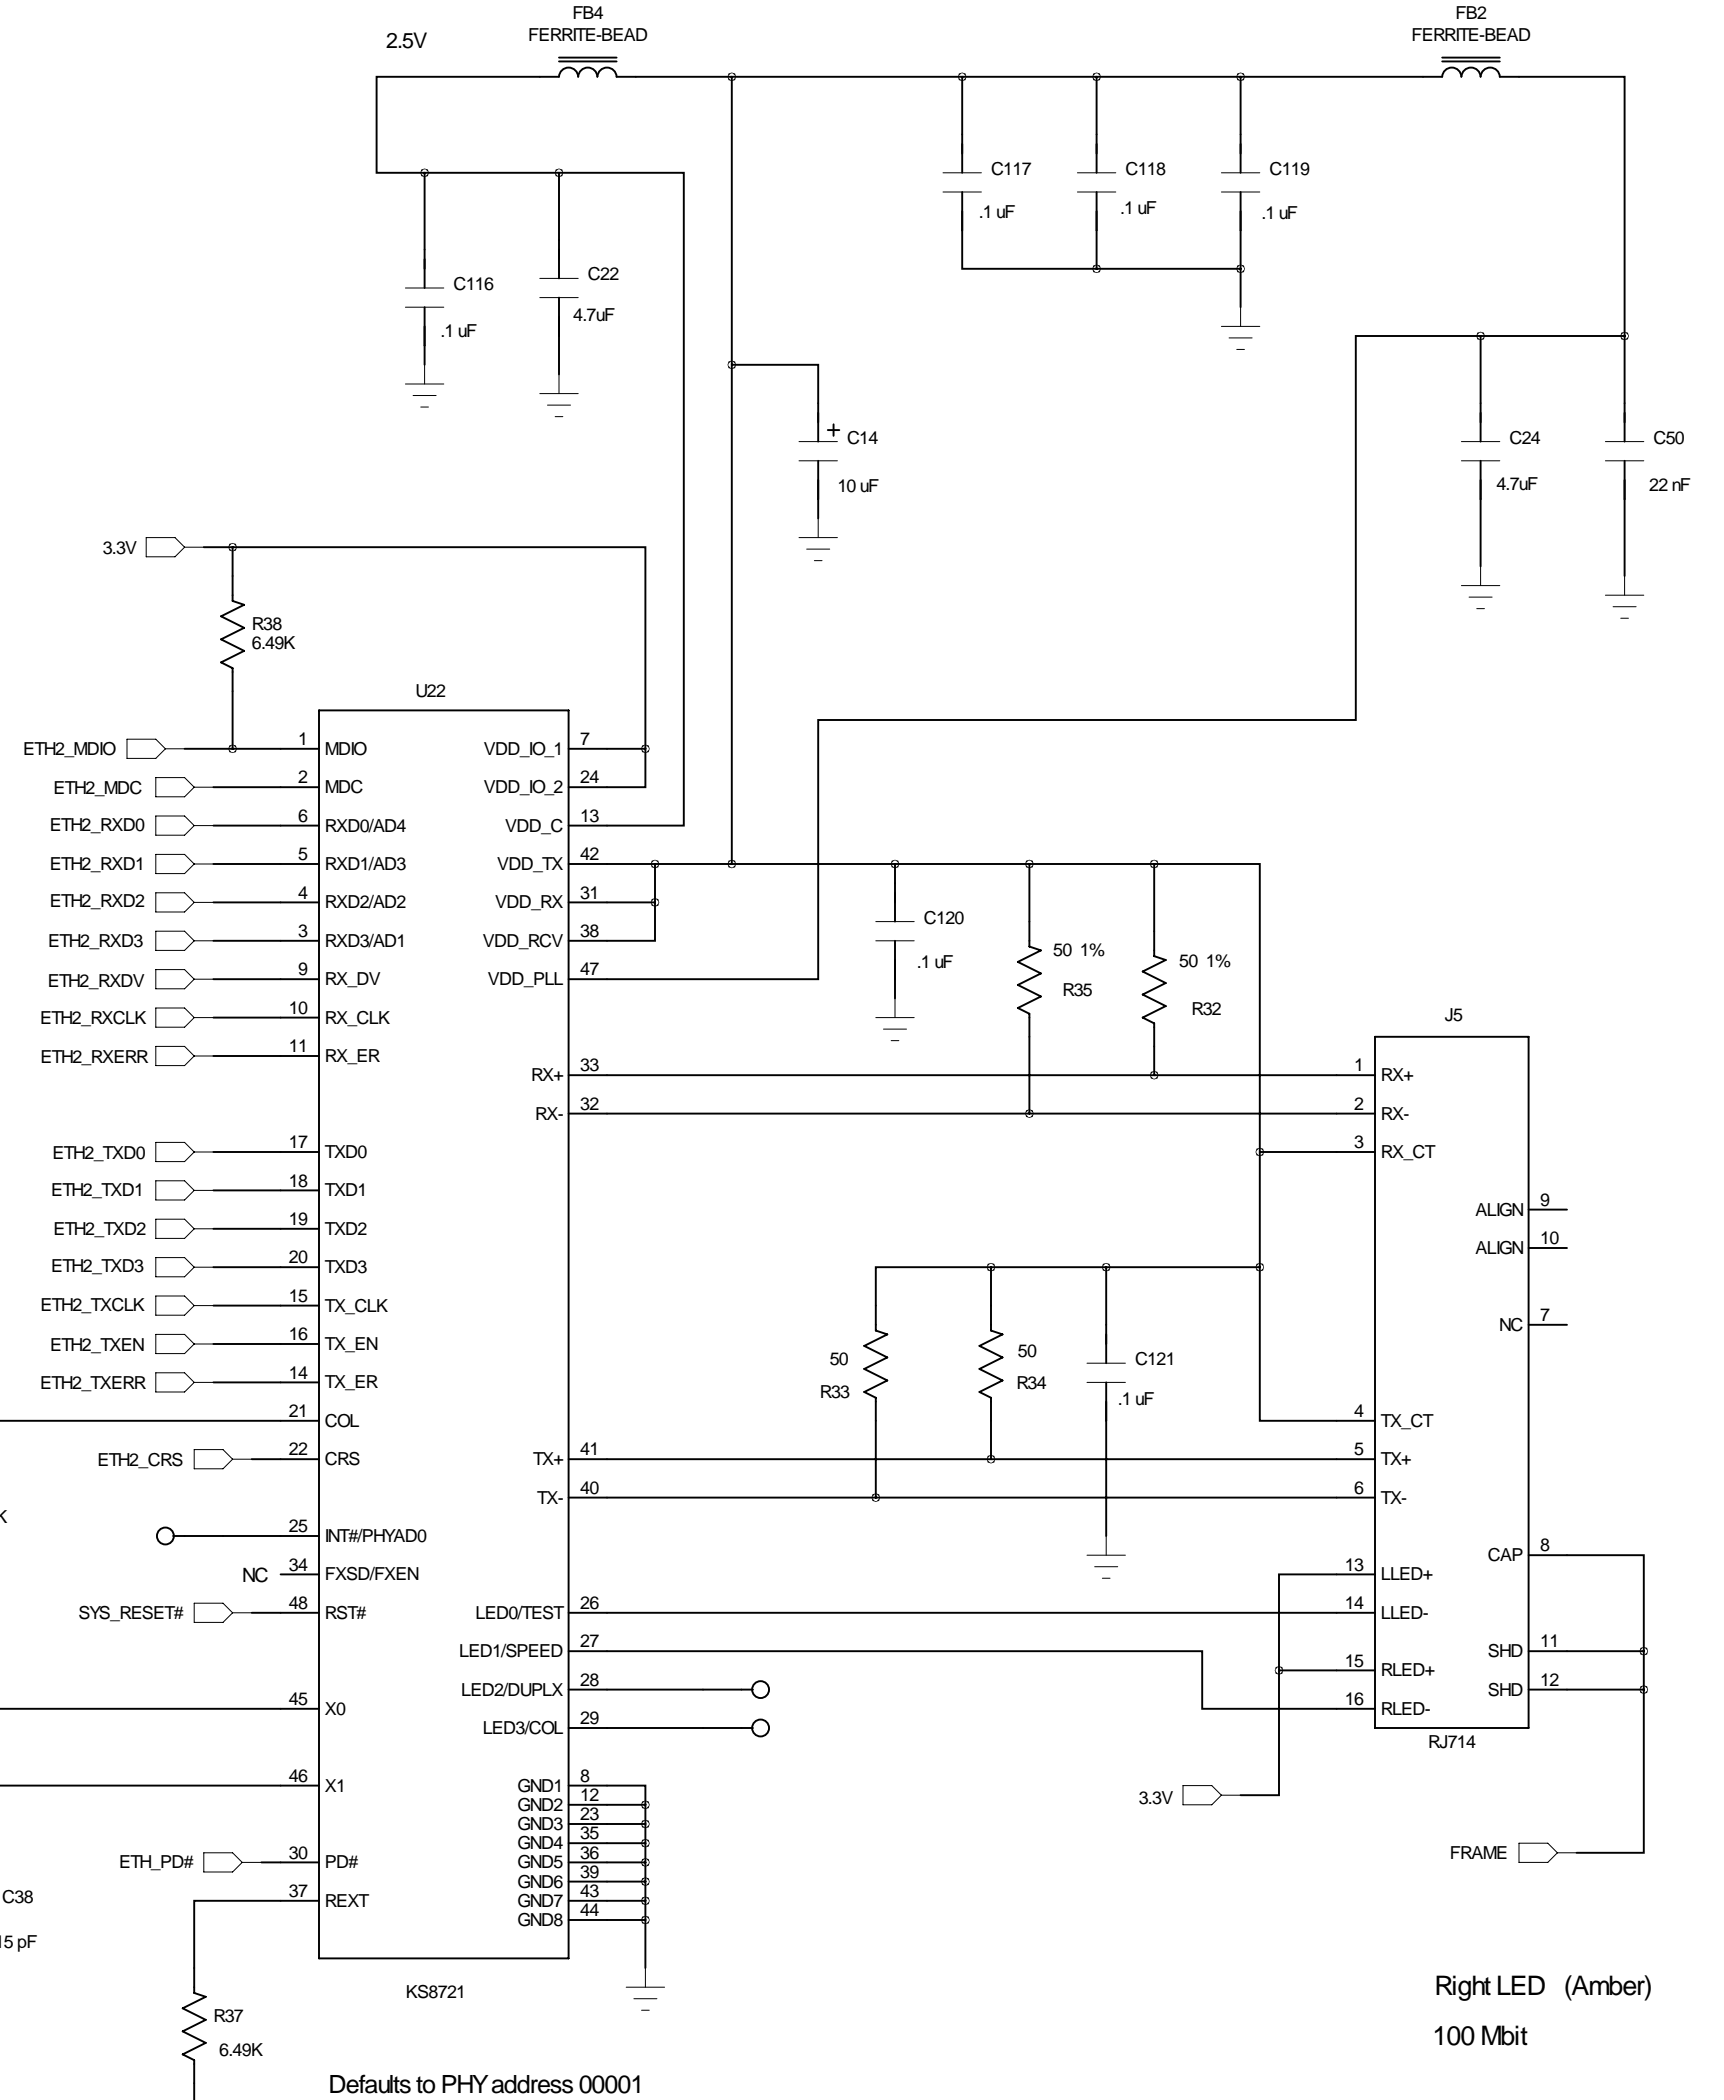 FB4
FERRITE-BEAD
FB2
FERRITE-BEAD
2.5V
C117
.1 uF
C118
.1 uF
C119
.1 uF
C116
.1 uF
C22
4.7uF
+
C14
10 uF
C24
4.7uF
C50
22 nF
3.3V
R38
6.49K
U22
ETH2_MDIO 1 MDIO VDD_IO_1 7
ETH2_MDC 2 MDC VDD_IO_2 24
ETH2_RXD0 6 RXD0/AD4 VDD_C 13
ETH2_RXD1 5 RXD1/AD3 VDD_TX 42
ETH2_RXD2 4 RXD2/AD2 VDD_RX 31
ETH2_RXD3 3 RXD3/AD1 VDD_RCV 38
ETH2_RXDV 9 RX_DV VDD_PLL 47
ETH2_RXCLK 10 RX_CLK
ETH2_RXERR 11 RX_ER
C120
.1 uF
50 1%
R35
50 1%
R32
J5
RX+ 33 1 RX+
RX- 32 2 RX-
3 RX_CT
ETH2_TXD0 17 TXD0
ETH2_TXD1 18 TXD1
ETH2_TXD2 19 TXD2
ETH2_TXD3 20 TXD3
ETH2_TXCLK 15 TX_CLK
ETH2_TXEN 16 TX_EN
ETH2_TXERR 14 TX_ER
21 COL
ETH2_CRS 22 CRS
ALIGN 9
ALIGN 10
NC 7
50
R33
50
R34
C121
.1 uF
4 TX_CT
TX+ 41 5 TX+
TX- 40 6 TX-
K
25 INT#/PHYAD0
NC 34 FXSD/FXEN
SYS_RESET# 48 RST#
CAP 8
13 LLED+
LED0/TEST 26 14 LLED-
LED1/SPEED 27
SHD 11
15 RLED+
LED2/DUPLX 28
SHD 12
16 RLED-
LED3/COL 29
45 X0
RJ714
46 X1
GND1 8
GND2 12
GND3 23
GND4 35
GND5 36
GND6 39
GND7 43
GND8 44
3.3V
FRAME
ETH_PD# 30 PD#
37 REXT
C38
15 pF
KS8721
R37
6.49K
Right LED (Amber)
100 Mbit
Defaults to PHY address 00001